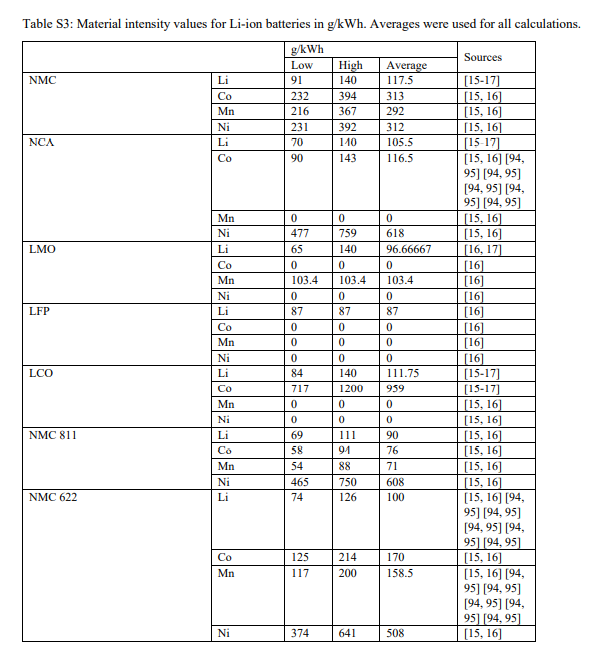 Table S3: Material intensity values for Li-ion batteries in g/kWh. Averages were used for all calculations.
g/kWh Sources
Low High Average
NMC Li 91 140 117.5 [15-17]
Co 232 394 313 [15, 16]
Mn 216 367 292 [15, 16]
Ni 231 392 312 [15, 16]
NCA Li 70 140 105.5 [15-17]
Co 90 143 116.5 [15, 16] [94,
95] [94, 95]
[94, 95] [94,
95] [94, 95]
Mn 0 0 0 [15, 16]
Ni 477 759 618 [15, 16]
LMO Li 65 140 96.66667 [16, 17]
Co 0 0 0 [16]
Mn 103.4 103.4 103.4 [16]
Ni 0 0 0 [16]
LFP Li 87 87 87 [16]
Co 0 0 0 [16]
Mn 0 0 0 [16]
Ni 0 0 0 [16]
LCO Li 84 140 111.75 [15-17]
Co 717 1200 959 [15-17]
Mn 0 0 0 [15, 16]
Ni 0 0 0 [15, 16]
NMC 811 Li 69 111 90 [15, 16]
Co 58 94 76 [15, 16]
Mn 54 88 71 [15, 16]
Ni 465 750 608 [15, 16]
NMC 622 Li 74 126 100 [15, 16] [94,
95] [94, 95]
[94, 95] [94,
95] [94, 95]
Co 125 214 170 [15, 16]
Mn 117 200 158.5 [15, 16] [94,
95] [94, 95]
[94, 95] [94,
95] [94, 95]
Ni 374 641 508 [15, 16]